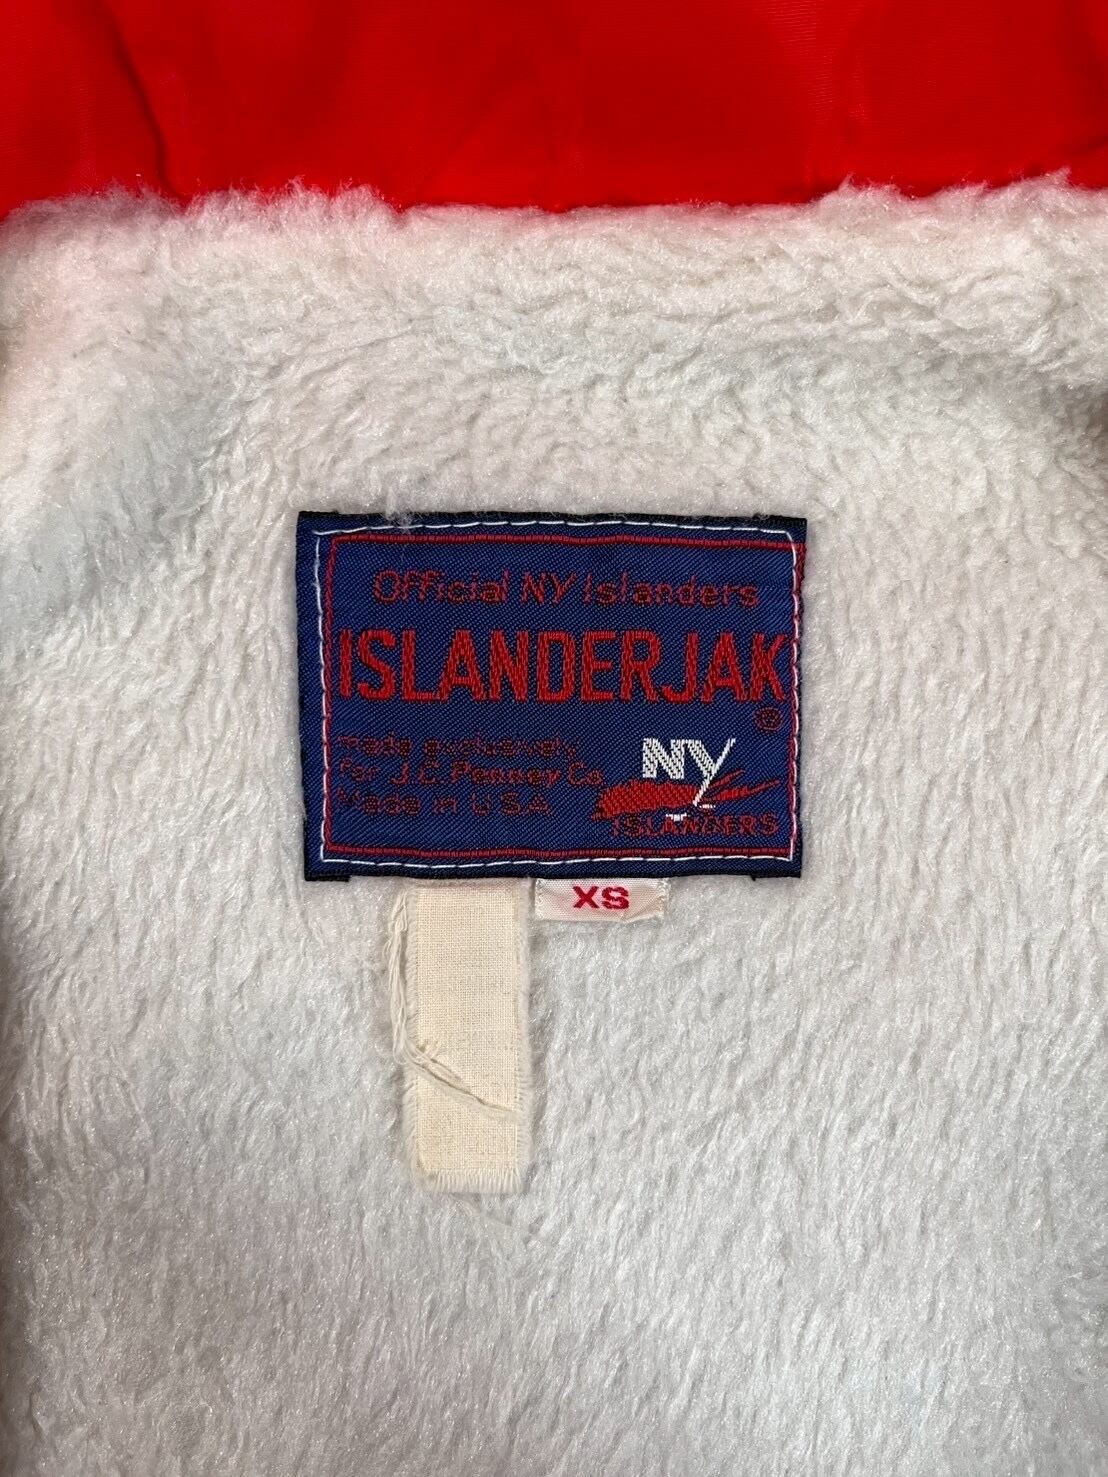 Official NY Islanders
ISLANDERJAK
®
made exclusively
For J.C. Penney Co
Made in U S A
NY
ISLANDERS
XS